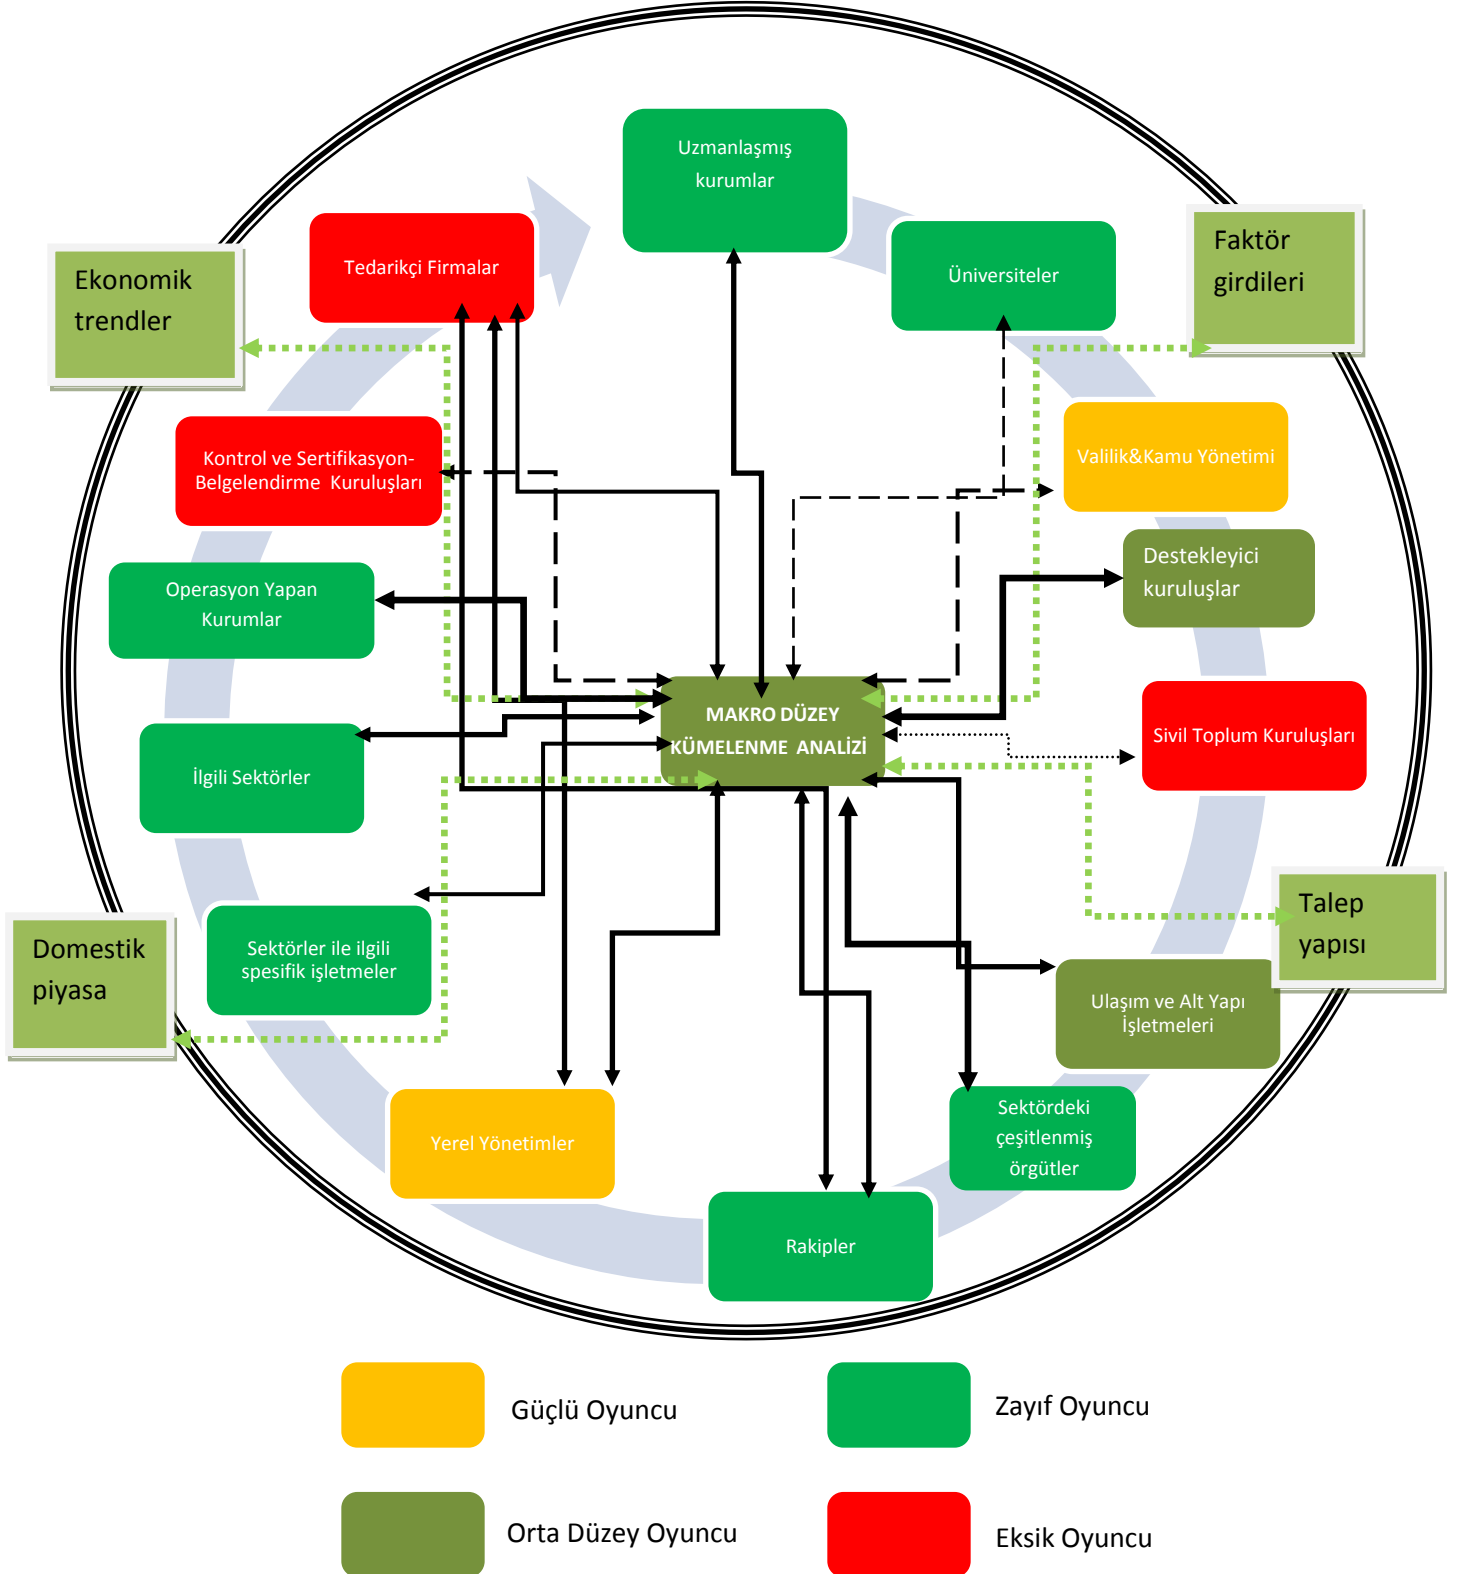 Uzmanlaşmış
kurumlar
Tedarikçi Firmalar
Üniversiteler
Faktör
girdileri
Ekonomik
trendler
Kontrol ve Sertifikasyon-
Belgelendirme Kuruluşları
Valilik&Kamu Yönetimi
Destekleyici
kuruluşlar
Operasyon Yapan
Kurumlar
MAKRO DÜZEY
KÜMELENME ANALİZİ
Sivil Toplum Kuruluşları
İlgili Sektörler
Talep
yapısı
Domestik
piyasa
Sektörler ile ilgili
spesifik işletmeler
Ulaşım ve Alt Yapı
İşletmeleri
Sektördeki
çeşitlenmiş
örgütler
Yerel Yönetimler
Rakipler
Güçlü Oyuncu
Zayıf Oyuncu
Orta Düzey Oyuncu
Eksik Oyuncu